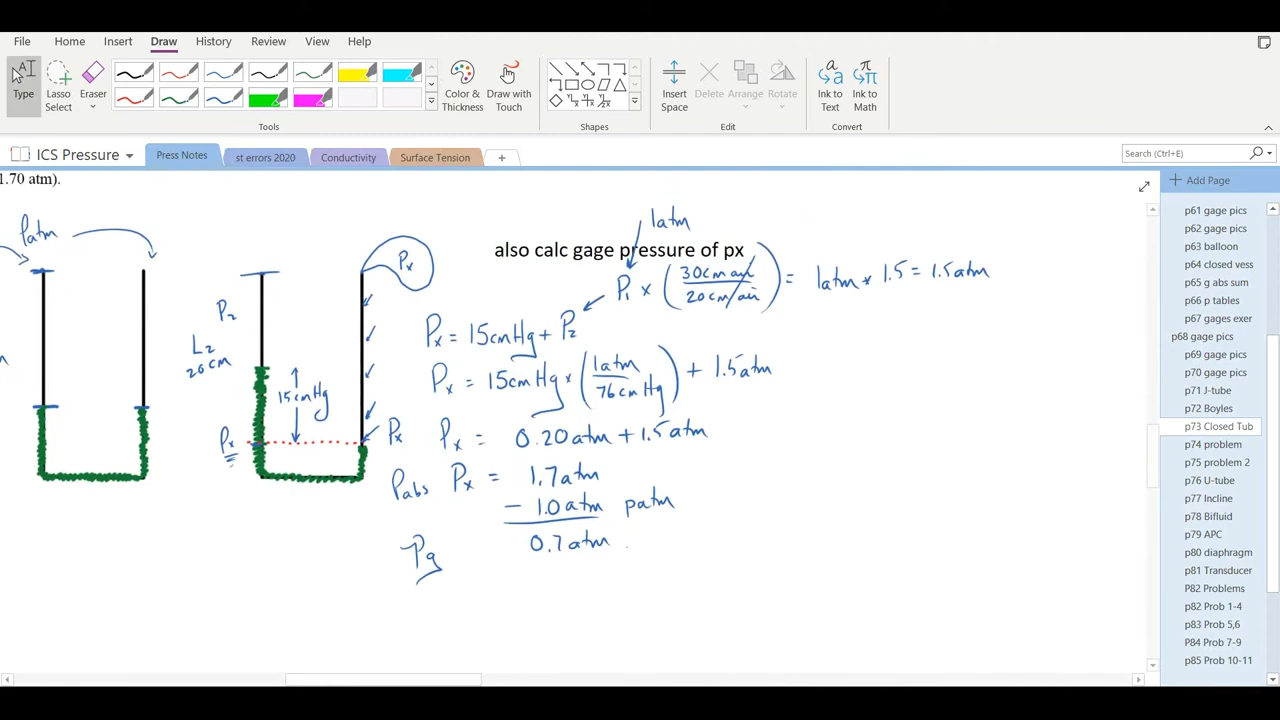 File Home Insert Draw History Review View Help
Type
Lasso Select
Eraser
Color & Thickness
Draw with Touch
Insert Space
Delete
Arrange
Rotate
Ink to Text
Ink to Math
Tools
Shapes
Edit
Convert
ICS Pressure
Press Notes
st errors 2020
Conductivity
Surface Tension
Search (Ctrl+E)
1.70 atm).
Patm
1atm
also calc gage pressure of px
Px
P₁ × (30cm air / 20cm air) = 1atm * 1.5 = 1.5atm
P₂
L₂
20cm
15cmHg
Px
Px
Px = 15cmHg + P₂
Px = 15cmHg * (1atm / 76cmHg) + 1.5atm
Px = 0.20atm + 1.5atm
Pabs Px = 1.7atm
- 1.0atm patm
Pg 0.7atm
Add Page
p61 gage pics
p62 gage pics
p63 balloon
p64 closed vess
p65 g abs sum
p66 p tables
p67 gages exer
p68 gage pics
p69 gage pics
p70 gage pics
p71 J-tube
p72 Boyles
p73 Closed Tub
p74 problem
p75 problem 2
p76 U-tube
p77 Incline
p78 Bifluid
p79 APC
p80 diaphragm
p81 Transducer
P82 Problems
p82 Prob 1-4
p83 Prob 5,6
P84 Prob 7-9
p85 Prob 10-11